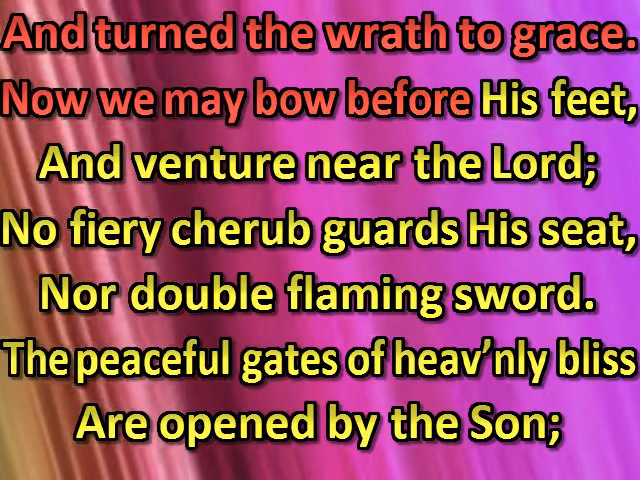 And turned the wrath to grace.
Now we may bow before His feet,
And venture near the Lord;
No fiery cherub guards His seat,
Nor double flaming sword.
The peaceful gates of heav’nly bliss
Are opened by the Son;